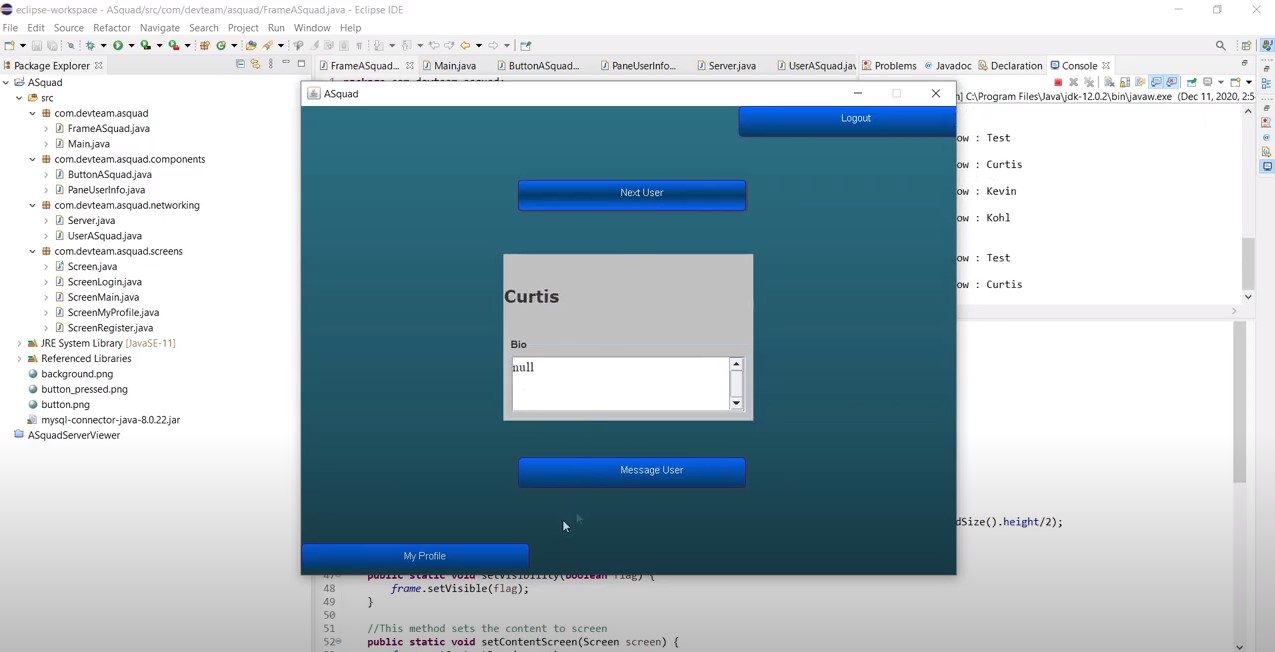 eclipse-workspace - ASquad/src/com/devteam/asquad/FrameASquad.java - Eclipse IDE
File Edit Source Refactor Navigate Search Project Run Window Help
Package Explorer
FrameASquad...
Main.java
ButtonASquad...
PaneUserInfo...
Server.java
UserASquad.jav
Problems
Javadoc
Declaration
Console
] C:\Program Files\Java\jdk-12.0.2\bin\javaw.exe (Dec 11, 2020, 2:5
ASquad
src
com.devteam.asquad
FrameASquad.java
Main.java
com.devteam.asquad.components
ButtonASquad.java
PaneUserInfo.java
com.devteam.asquad.networking
Server.java
UserASquad.java
com.devteam.asquad.screens
Screen.java
ScreenLogin.java
ScreenMain.java
ScreenMyProfile.java
ScreenRegister.java
JRE System Library [JavaSE-11]
Referenced Libraries
background.png
button_pressed.png
button.png
mysql-connector-java-8.0.22.jar
ASquadServerViewer
ASquad
Logout
Next User
Curtis
Bio
null
Message User
My Profile
ow : Test
ow : Curtis
ow : Kevin
ow : Kohl
ow : Test
ow : Curtis
dSize().height/2);
public static void setVisibility(boolean flag) {
48 frame.setVisible(flag);
49 }
50
51 //This method sets the content to screen
52 public static void setContentScreen(Screen screen) {